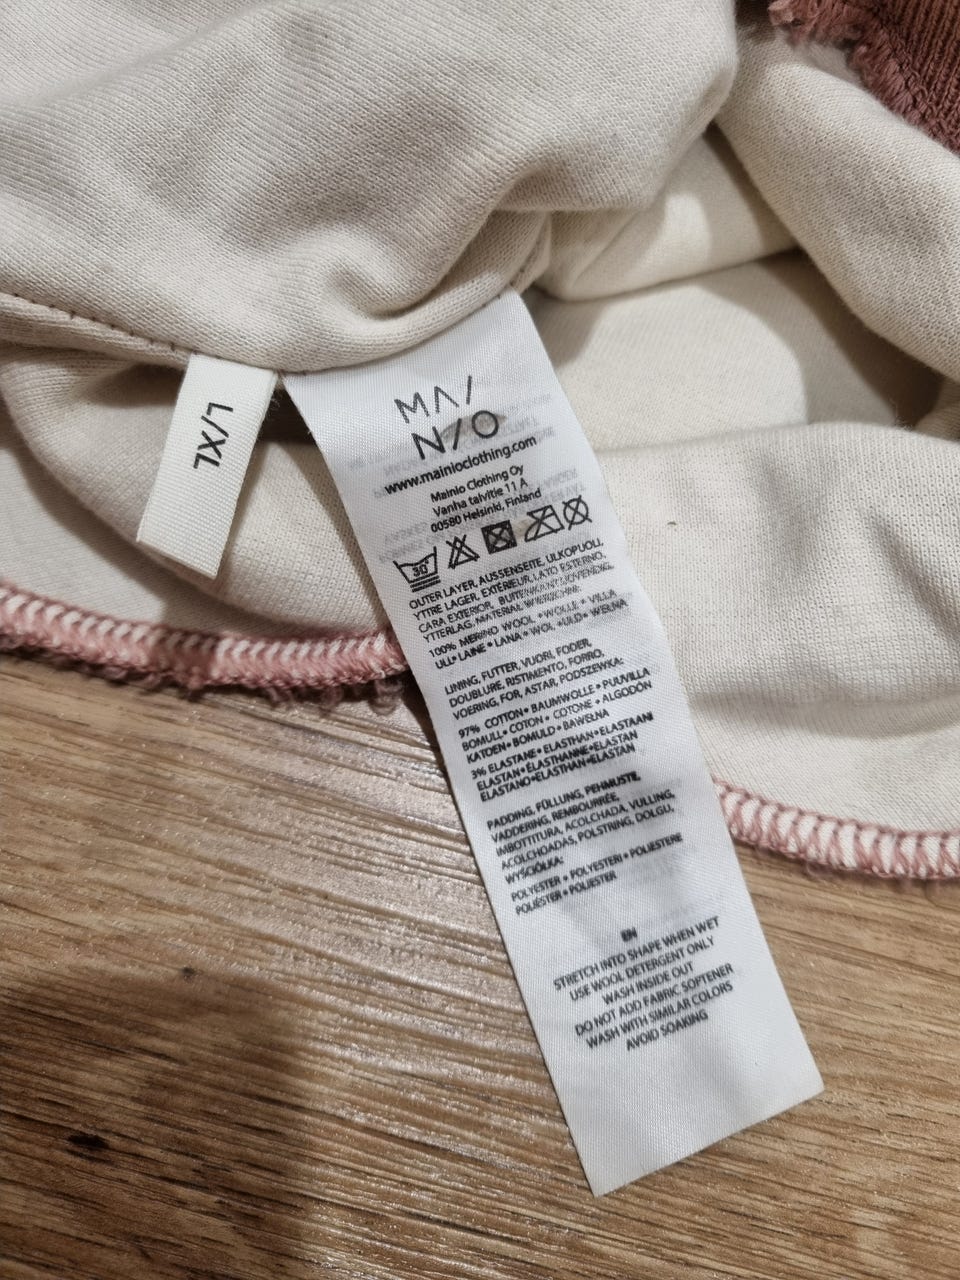 L/XL
MA/
N/O
www.mainioclothing.com
Mainio Clothing Oy
Vanha talvitie 11 A
00580 Helsinki, Finland
30°
OUTER LAYER, AUSSENSEITE, ULKOPUOLI,
YTTRE LAGER, EXTÉRIEUR, LATO ESTERNO,
CARA EXTERIOR, BUITENKANT, UDVENDIG,
YTTERLAG, MATERIAŁ WIERZCHNI:
100% MERINO WOOL • WOLLE • VILLA
ULL • LAINE • LANA • WOL • ULD • WEŁNA
LINING, FUTTER, VUORI, FODER,
DOUBLURE, RISTIMENTO, FORRO,
VOERING, FOR, ASTAR, PODSZEWKA:
97% COTTON • BAUMWOLLE • PUUVILLA
BOMULL • COTON • COTONE • ALGODÓN
KATOEN • BOMULD • BAWEŁNA
3% ELASTANE • ELASTHAN • ELASTAANI
ELASTAN • ÉLASTHANNE • ELASTAN
ELASTANO • ELASTHAN • ELASTAN
PADDING, FÜLLUNG, PEHMUSTE,
VADDERING, REMBOURRÉE,
IMBOTTITURA, ACOLCHADA, VULLING,
ACOLCHOADAS, POLSTRING, DOLGU,
WYŚCIÓŁKA:
POLYESTER • POLYESTERI • POLIESTERE
POLIÉSTER • POLIESTER
EN
STRETCH INTO SHAPE WHEN WET
USE WOOL DETERGENT ONLY
WASH INSIDE OUT
DO NOT ADD FABRIC SOFTENER
WASH WITH SIMILAR COLORS
AVOID SOAKING